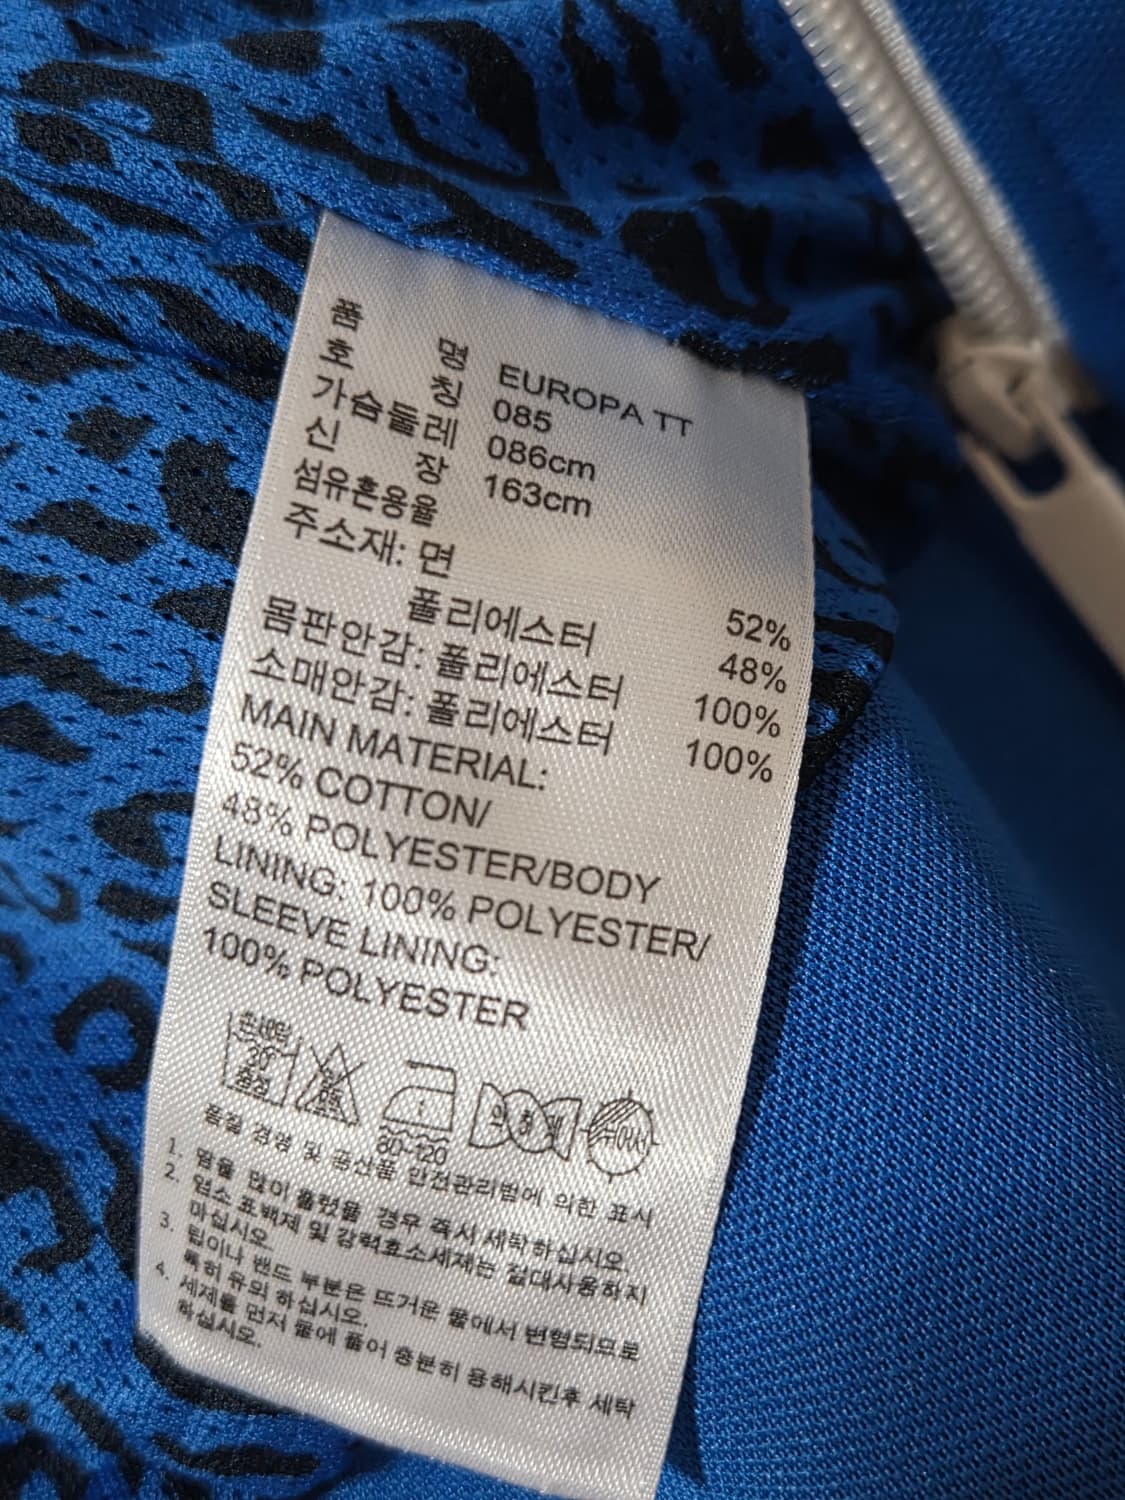 품 명 EUROPA TT
호 칭 085
가슴둘레 086cm
신 장 163cm
섬유혼용율
주소재: 면 52%
폴리에스터 48%
몸판안감: 폴리에스터 100%
소매안감: 폴리에스터 100%
MAIN MATERIAL:
52% COTTON/
48% POLYESTER/BODY
LINING: 100% POLYESTER/
SLEEVE LINING:
100% POLYESTER
손세탁
30°
중성
80~120
품질 경영 및 공산품 안전관리법에 의한 표시
1. 땀을 많이 흘렸을 경우 즉시 세탁하십시오.
2. 염소 표백제 및 강력효소세제는 절대사용하지
마십시오.
3. 립이나 밴드 부분은 뜨거운 물에서 변형되므로
특히 유의 하십시오.
4. 세제를 먼저 물에 풀어 충분히 용해시킨후 세탁
하십시오.